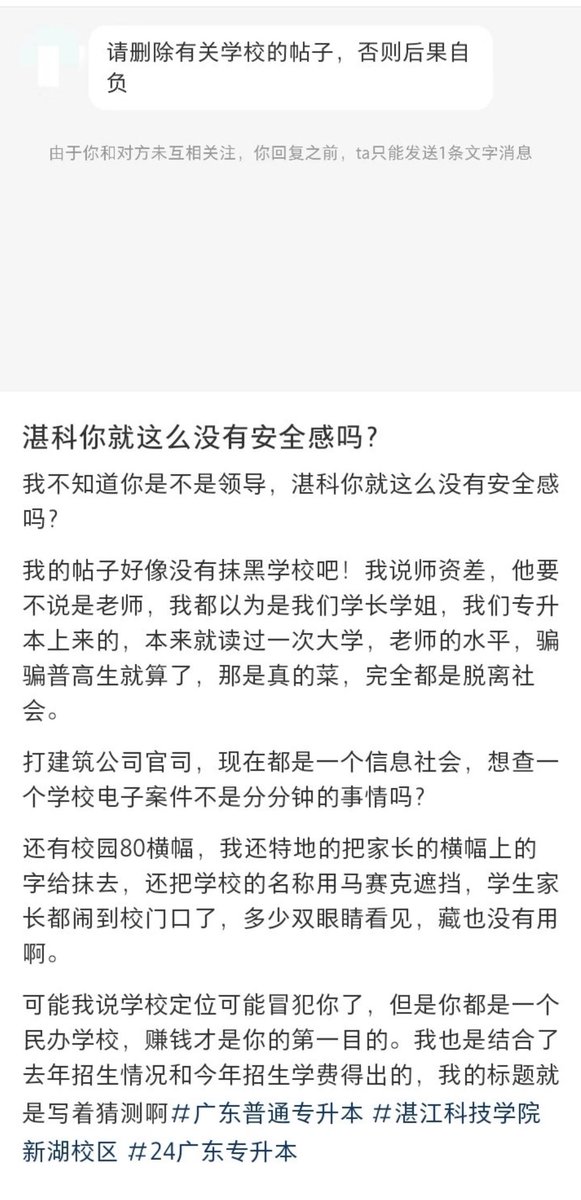 请删除有关学校的帖子，否则后果自
负
由于你和对方未互相关注，你回复之前，ta只能发送1条文字消息
湛科你就这么没有安全感吗?
我不知道你是不是领导，湛科你就这么没有安全感
吗?
我的帖子好像没有抹黑学校吧！我说师资差，他要
不说是老师，我都以为是我们学长学姐，我们专升
本上来的，本来就读过一次大学，老师的水平，骗
骗普高生就算了，那是真的菜，完全都是脱离社
会。
打建筑公司官司，现在都是一个信息社会，想查一
个学校电子案件不是分分钟的事情吗?
还有校园80横幅，我还特地的把家长的横幅上的
字给抹去，还把学校的名称用马赛克遮挡，学生家
长都闹到校门口了，多少双眼睛看见，藏也没有用
啊。
可能我说学校定位可能冒犯你了，但是你都是一个
民办学校，赚钱才是你的第一目的。我也是结合了
去年招生情况和今年招生学费得出的，我的标题就
是写着猜测啊#广东普通专升本 #湛江科技学院
新湖校区 #24广东专升本